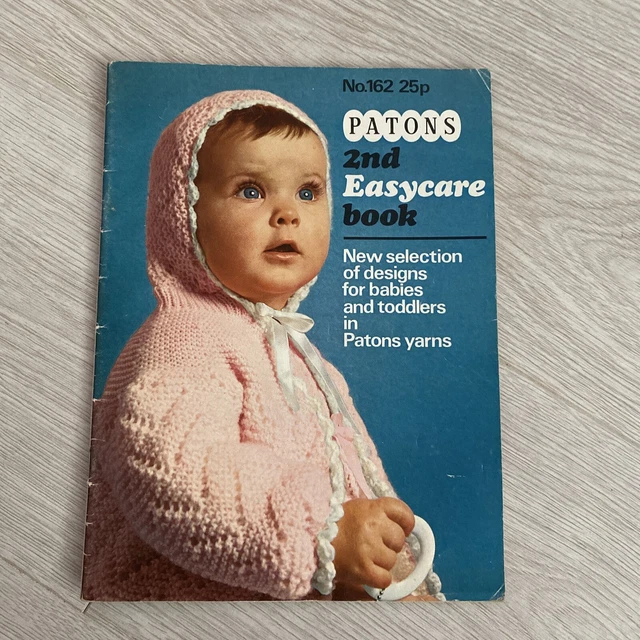 No.162 25p
PATONS
2nd
Easycare
book
New selection
of designs
for babies
and toddlers
in
Patons yarns